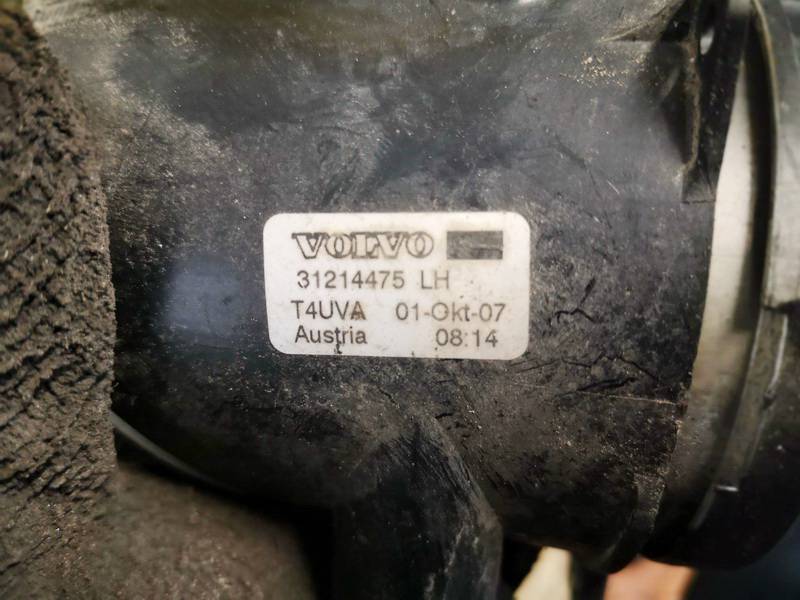 VOLVO
31214475 LH
T4UVA 01-Okt-07
Austria 08:14